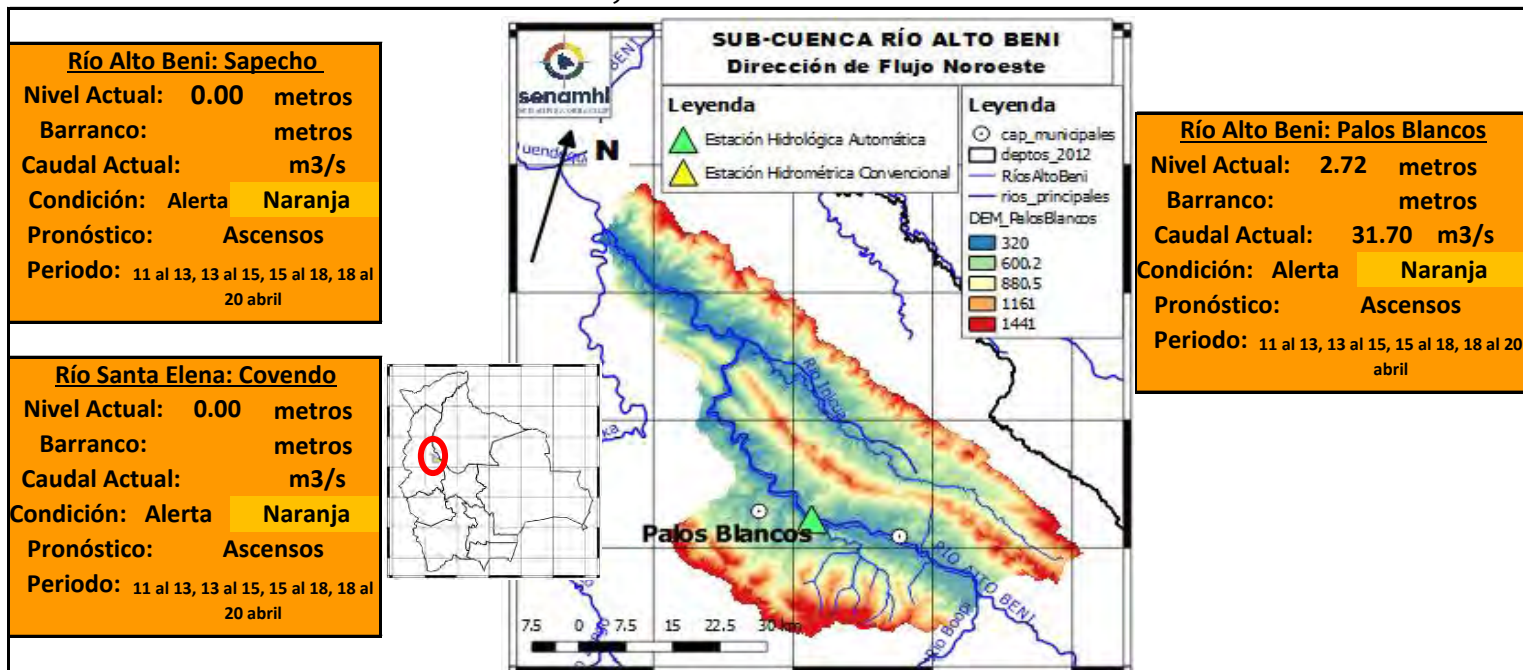 Río Alto Beni: Sapecho
Nivel Actual: 0.00 metros
Barranco: metros
Caudal Actual: m3/s
Condición: Alerta Naranja
Pronóstico: Ascensos
Periodo: 11 al 13, 13 al 15, 15 al 18, 18 al
20 abril
Río Santa Elena: Covendo
Nivel Actual: 0.00 metros
Barranco: metros
Caudal Actual: m3/s
Condición: Alerta Naranja
Pronóstico: Ascensos
Periodo: 11 al 13, 13 al 15, 15 al 18, 18 al
20 abril
senamhi
SUB-CUENCA RÍO ALTO BENI
Dirección de Flujo Noroeste
Leyenda
Estación Hidrológica Automática
Estación Hidrométrica Convencional
Leyenda
cap_municipales
deptos_2012
RíosAltoBeni
rios_principales
DEM_PalosBlancos
320
600.2
880.5
1161
1441
N
BENI
Río Inicua
Palos Blancos
RÍO ALTO BENI
Río Boopi
7.5 0 7.5 15 22.5 30 km
Río Alto Beni: Palos Blancos
Nivel Actual: 2.72 metros
Barranco: metros
Caudal Actual: 31.70 m3/s
Condición: Alerta Naranja
Pronóstico: Ascensos
Periodo: 11 al 13, 13 al 15, 15 al 18, 18 al 20
abril